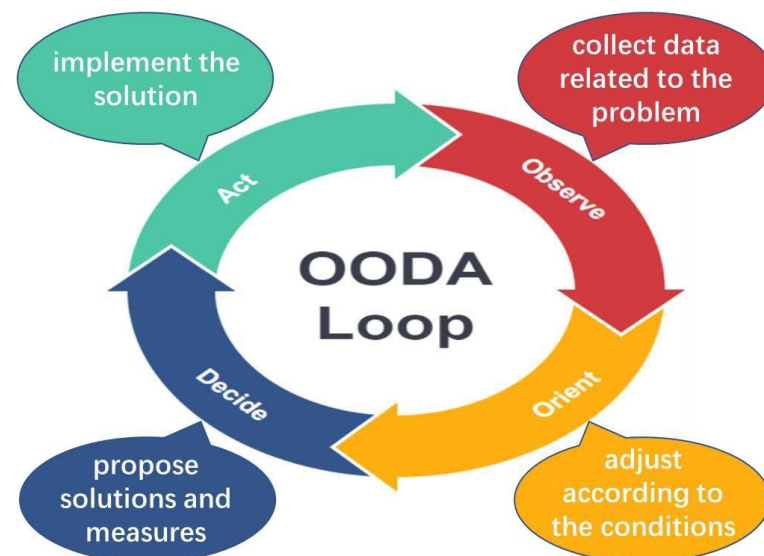 implement the
solution
collect data
related to the
problem
Act
Observe
OODA
Loop
Decide
Orient
propose
solutions and
measures
adjust
according to
the conditions